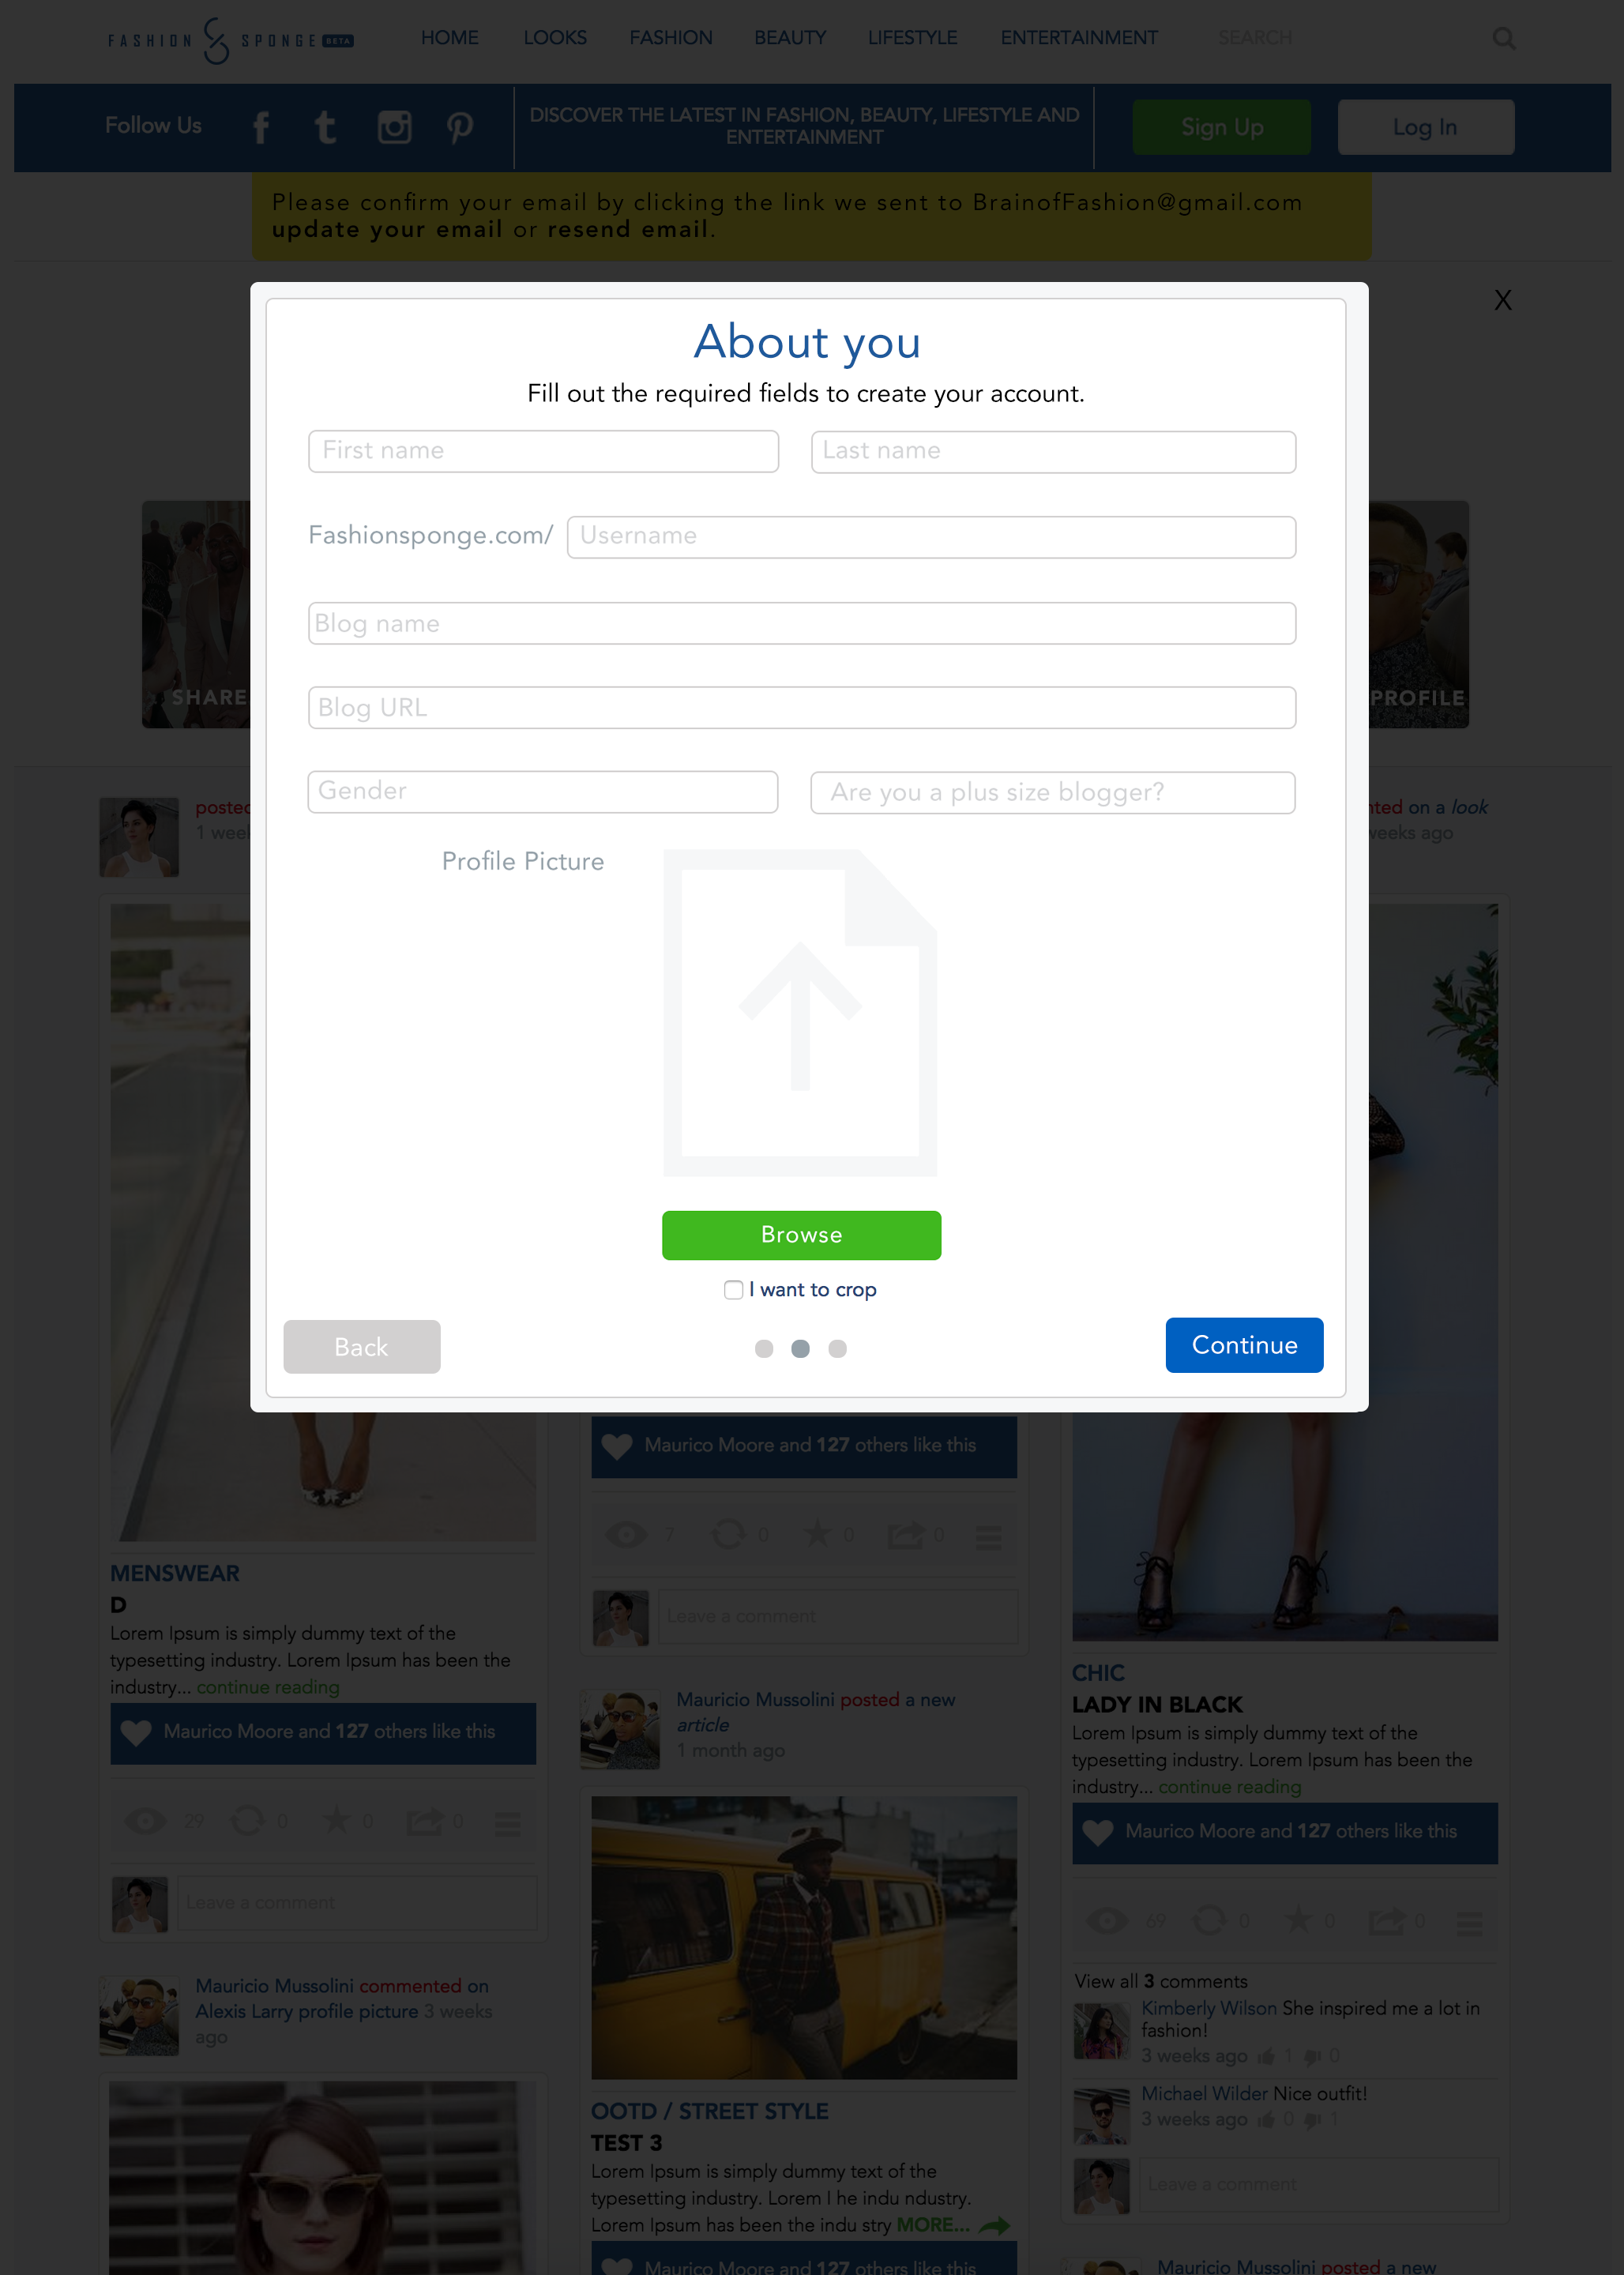 FASHION SPONGE BETA
HOME LOOKS FASHION BEAUTY LIFESTYLE ENTERTAINMENT SEARCH
Follow Us
DISCOVER THE LATEST IN FASHION, BEAUTY, LIFESTYLE AND
ENTERTAINMENT
Sign Up
Log In
Please confirm your email by clicking the link we sent to BrainofFashion@gmail.com
update your email or resend email.
X
About you
Fill out the required fields to create your account.
First name
Last name
Fashionsponge.com/
Username
Blog name
Blog URL
Gender
Are you a plus size blogger?
Profile Picture
Browse
I want to crop
Back
Continue
SHARE
PROFILE
posted
1 week
on a look
weeks ago
MENSWEAR
D
Lorem Ipsum is simply dummy text of the
typesetting industry. Lorem Ipsum has been the
industry... continue reading
Maurico Moore and 127 others like this
29 0 0 0
Leave a comment
Mauricio Mussolini commented on
Alexis Larry profile picture 3 weeks
ago
Maurico Moore and 127 others like this
7 0 0 0
Leave a comment
Mauricio Mussolini posted a new
article
1 month ago
OOTD / STREET STYLE
TEST 3
Lorem Ipsum is simply dummy text of the
typesetting industry. Lorem I he indu ndustry.
Lorem Ipsum has been the indu stry MORE...
Maurico Moore and 127 others like this
CHIC
LADY IN BLACK
Lorem Ipsum is simply dummy text of the
typesetting industry. Lorem Ipsum has been the
industry... continue reading
Maurico Moore and 127 others like this
69 0 0 0
View all 3 comments
Kimberly Wilson She inspired me a lot in
fashion!
3 weeks ago 1 0
Michael Wilder Nice outfit!
3 weeks ago 0 1
Leave a comment
Mauricio Mussolini posted a new